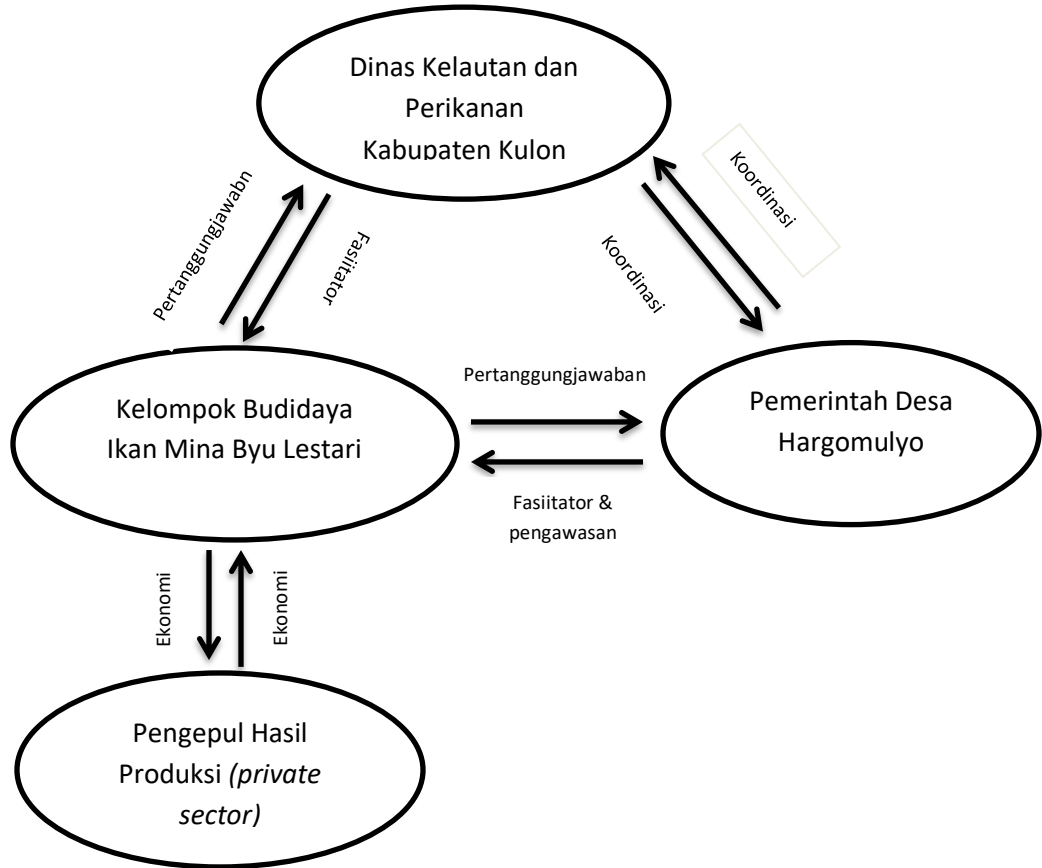 Dinas Kelautan dan
Perikanan
Kabupaten Kulon
Pertanggungjawabn
Fasiitator
Koordinasi
Koordinasi
Kelompok Budidaya
Ikan Mina Byu Lestari
Pertanggungjawaban
Fasiitator &
pengawasan
Pemerintah Desa
Hargomulyo
Ekonomi
Ekonomi
Pengepul Hasil
Produksi (private
sector)